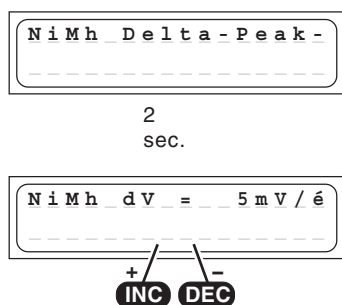 NiMh Delta-Peak-
2
sec.
NiMh dV = 5mV/é
+ –
INC DEC